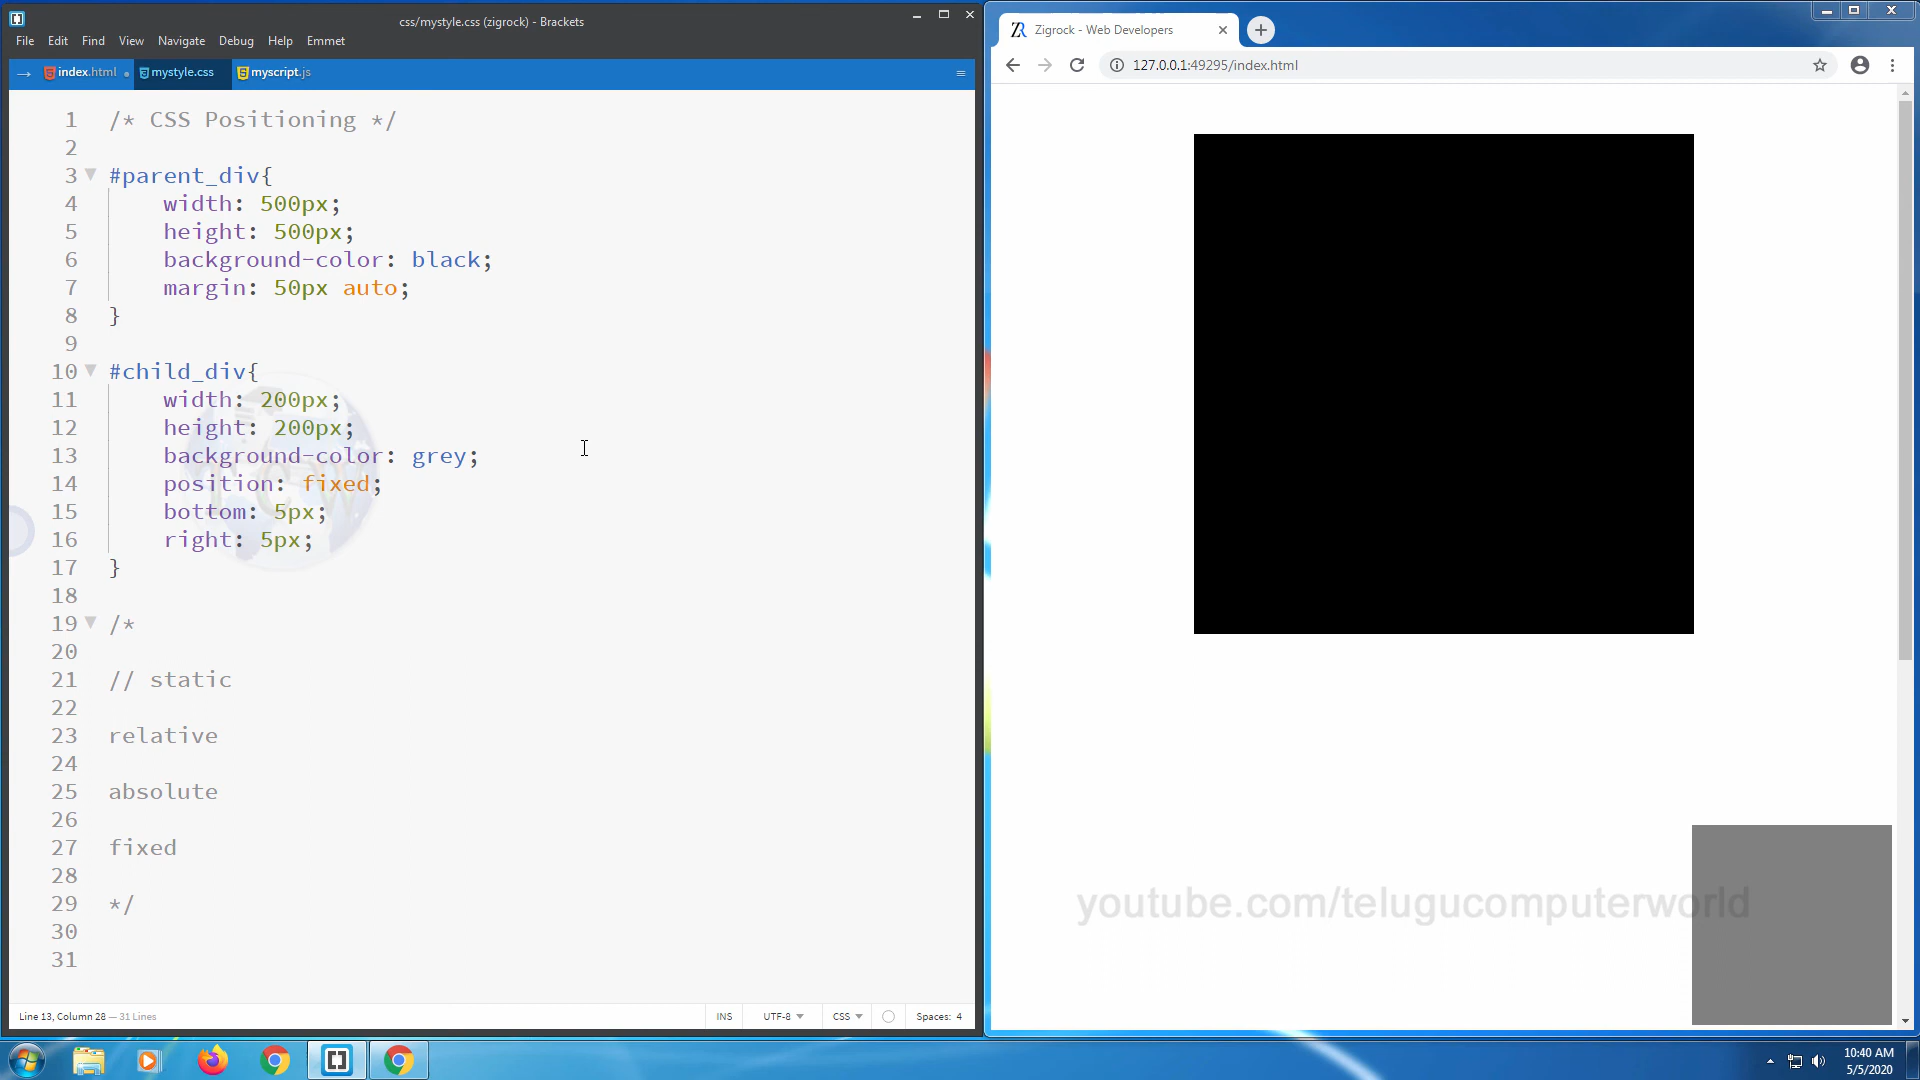 css/mystyle.css (zigrock) - Brackets
File Edit Find View Navigate Debug Help Emmet
index.html mystyle.css myscript.js
1 /* CSS Positioning */
2
3 #parent_div{
4 width: 500px;
5 height: 500px;
6 background-color: black;
7 margin: 50px auto;
8 }
9
10 #child_div{
11 width: 200px;
12 height: 200px;
13 background-color: grey;
14 position: fixed;
15 bottom: 5px;
16 right: 5px;
17 }
18
19 /*
20
21 // static
22
23 relative
24
25 absolute
26
27 fixed
28
29 */
30
31
Line 13, Column 28 — 31 Lines
INS UTF-8 CSS Spaces: 4
Zigrock - Web Developers
127.0.0.1:49295/index.html
youtube.com/telugucomputerworld
10:40 AM
5/5/2020